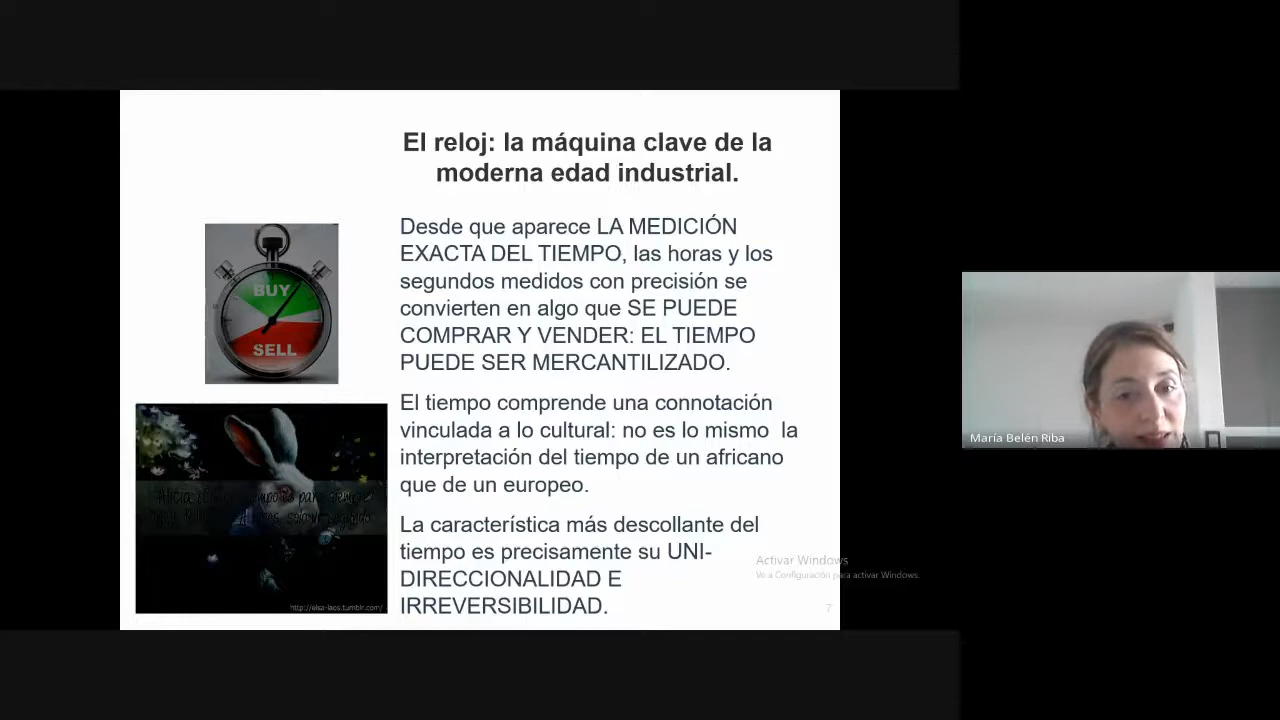 El reloj: la máquina clave de la
moderna edad industrial.
Desde que aparece LA MEDICIÓN
EXACTA DEL TIEMPO, las horas y los
segundos medidos con precisión se
convierten en algo que SE PUEDE
COMPRAR Y VENDER: EL TIEMPO
PUEDE SER MERCANTILIZADO.
El tiempo comprende una connotación
vinculada a lo cultural: no es lo mismo  la
interpretación del tiempo de un africano
que de un europeo.
La característica más descollante del
tiempo es precisamente su UNI-
DIRECCIONALIDAD E
IRREVERSIBILIDAD.
BUY
SELL
http://elsa-laos.tumblr.com/
Activar Windows
Ve a Configuración para activar Windows.
7
María Belén Riba